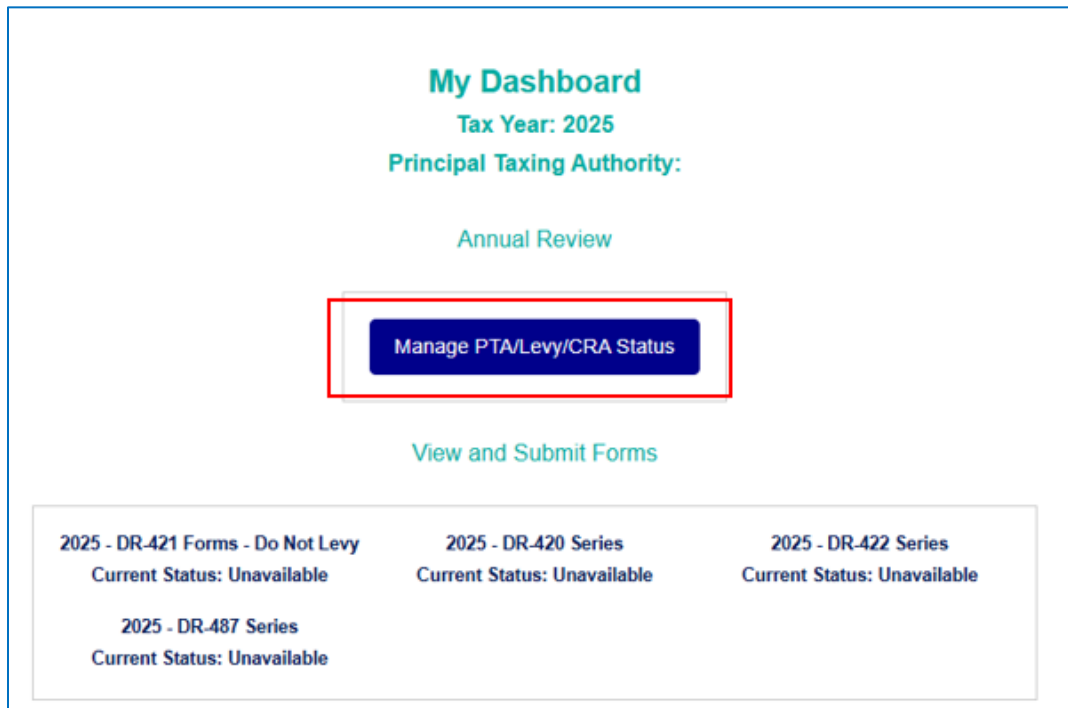 My Dashboard
Tax Year: 2025
Principal Taxing Authority:
Annual Review
Manage PTA/Levy/CRA Status
View and Submit Forms
2025 - DR-421 Forms - Do Not Levy
Current Status: Unavailable
2025 - DR-420 Series
Current Status: Unavailable
2025 - DR-422 Series
Current Status: Unavailable
2025 - DR-487 Series
Current Status: Unavailable